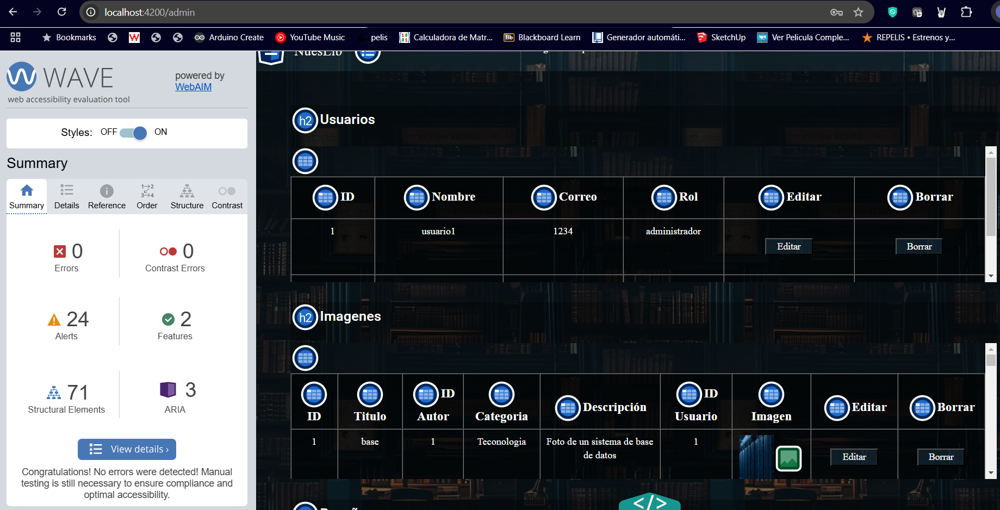 localhost:4200/admin
Bookmarks
Arduino Create
YouTube Music
pelis
Calculadora de Matr...
Bb Blackboard Learn
Generador automáti...
SketchUp
Ver Pelicula Comple...
REPELIS • Estrenos y...
WAVE
powered by
WebAIM
web accessibility evaluation tool
Styles: OFF ON
Summary
Summary Details Reference Order Structure Contrast
0
Errors
0
Contrast Errors
24
Alerts
2
Features
71
Structural Elements
3
ARIA
View details ›
Congratulations! No errors were detected! Manual
testing is still necessary to ensure compliance and
optimal accessibility.
NuesLib
h2 Usuarios
ID Nombre Correo Rol Editar Borrar
1 usuario1 1234 administrador Editar Borrar
h2 Imagenes
ID Titulo ID Autor Categoria Descripción ID Usuario Imagen Editar Borrar
1 base 1 Teconologia Foto de un sistema de base de datos 1 Editar Borrar
</>